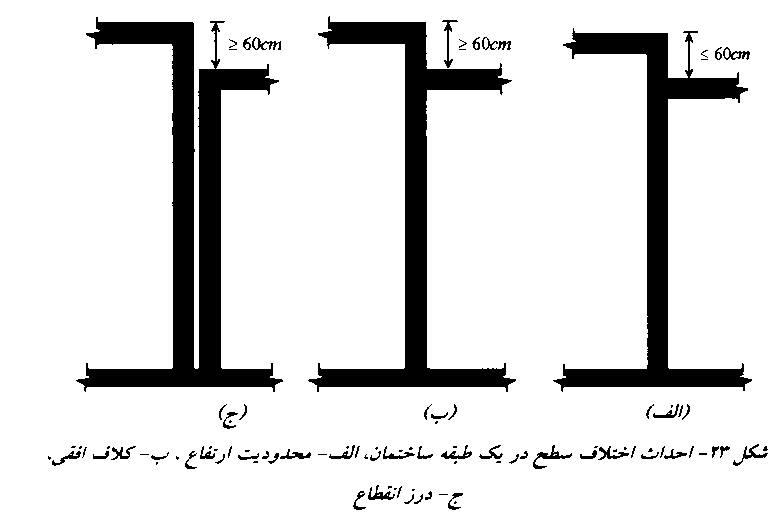 ≥ 60cm
≥ 60cm
≤ 60cm
(الف)
(ب)
(ج)
شکل ۲۳- احداث اختلاف سطح در یک طبقه ساختمان، الف- محدودیت ارتفاع ، ب- کلاف افقی،
ج- درز انقطاع